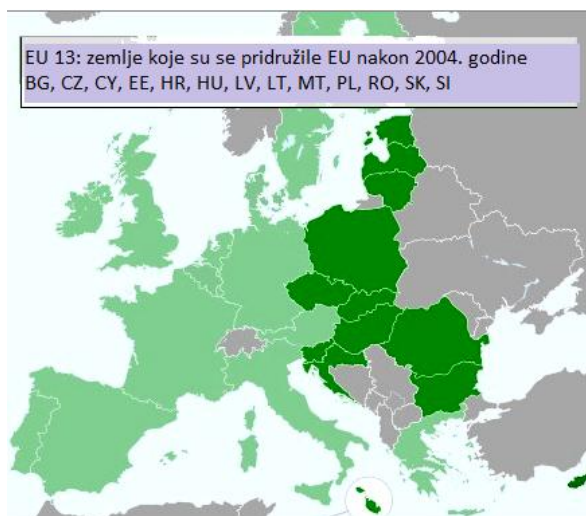 EU 13: zemlje koje su se pridružile EU nakon 2004. godine
BG, CZ, CY, EE, HR, HU, LV, LT, MT, PL, RO, SK, SI